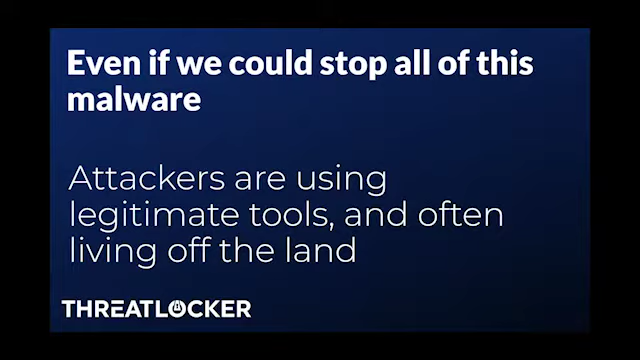 Even if we could stop all of this
malware
Attackers are using
legitimate tools, and often
living off the land
THREATLOCKER